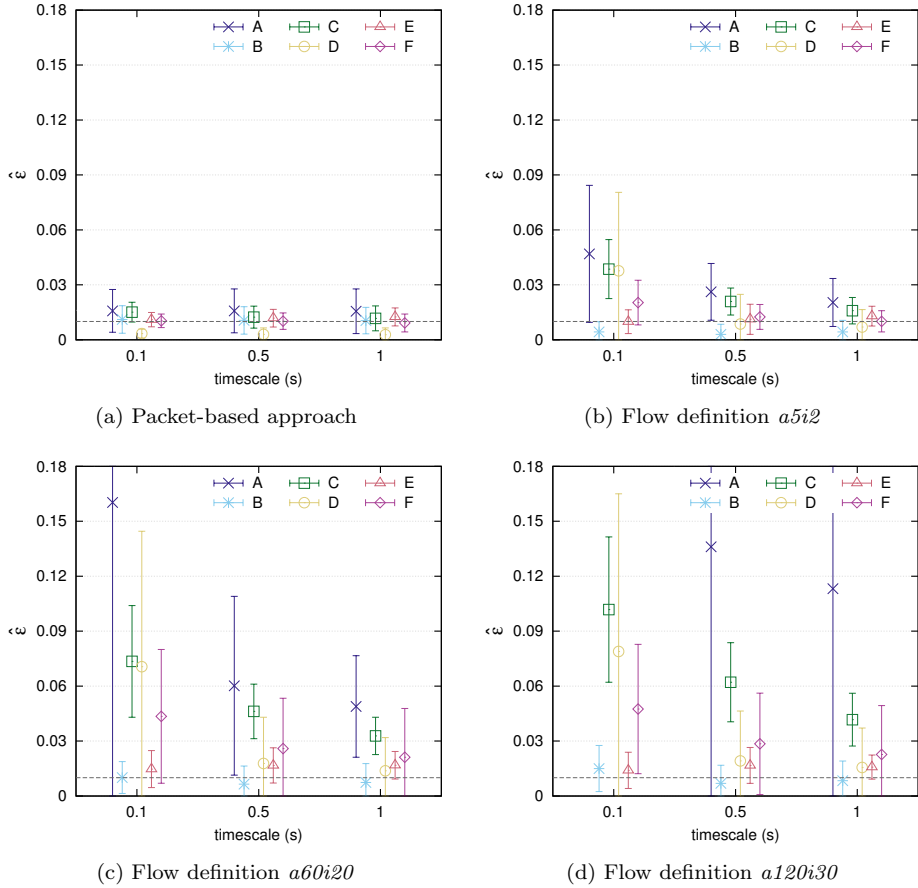 0.18
0.15
0.12
0.09
0.06
0.03
0
ε̂
A C E
B D F
0.1 0.5 1
timescale (s)
(a) Packet-based approach
0.18
0.15
0.12
0.09
0.06
0.03
0
ε̂
A C E
B D F
0.1 0.5 1
timescale (s)
(b) Flow definition a5i2
0.18
0.15
0.12
0.09
0.06
0.03
0
ε̂
A C E
B D F
0.1 0.5 1
timescale (s)
(c) Flow definition a60i20
0.18
0.15
0.12
0.09
0.06
0.03
0
ε̂
A C E
B D F
0.1 0.5 1
timescale (s)
(d) Flow definition a120i30